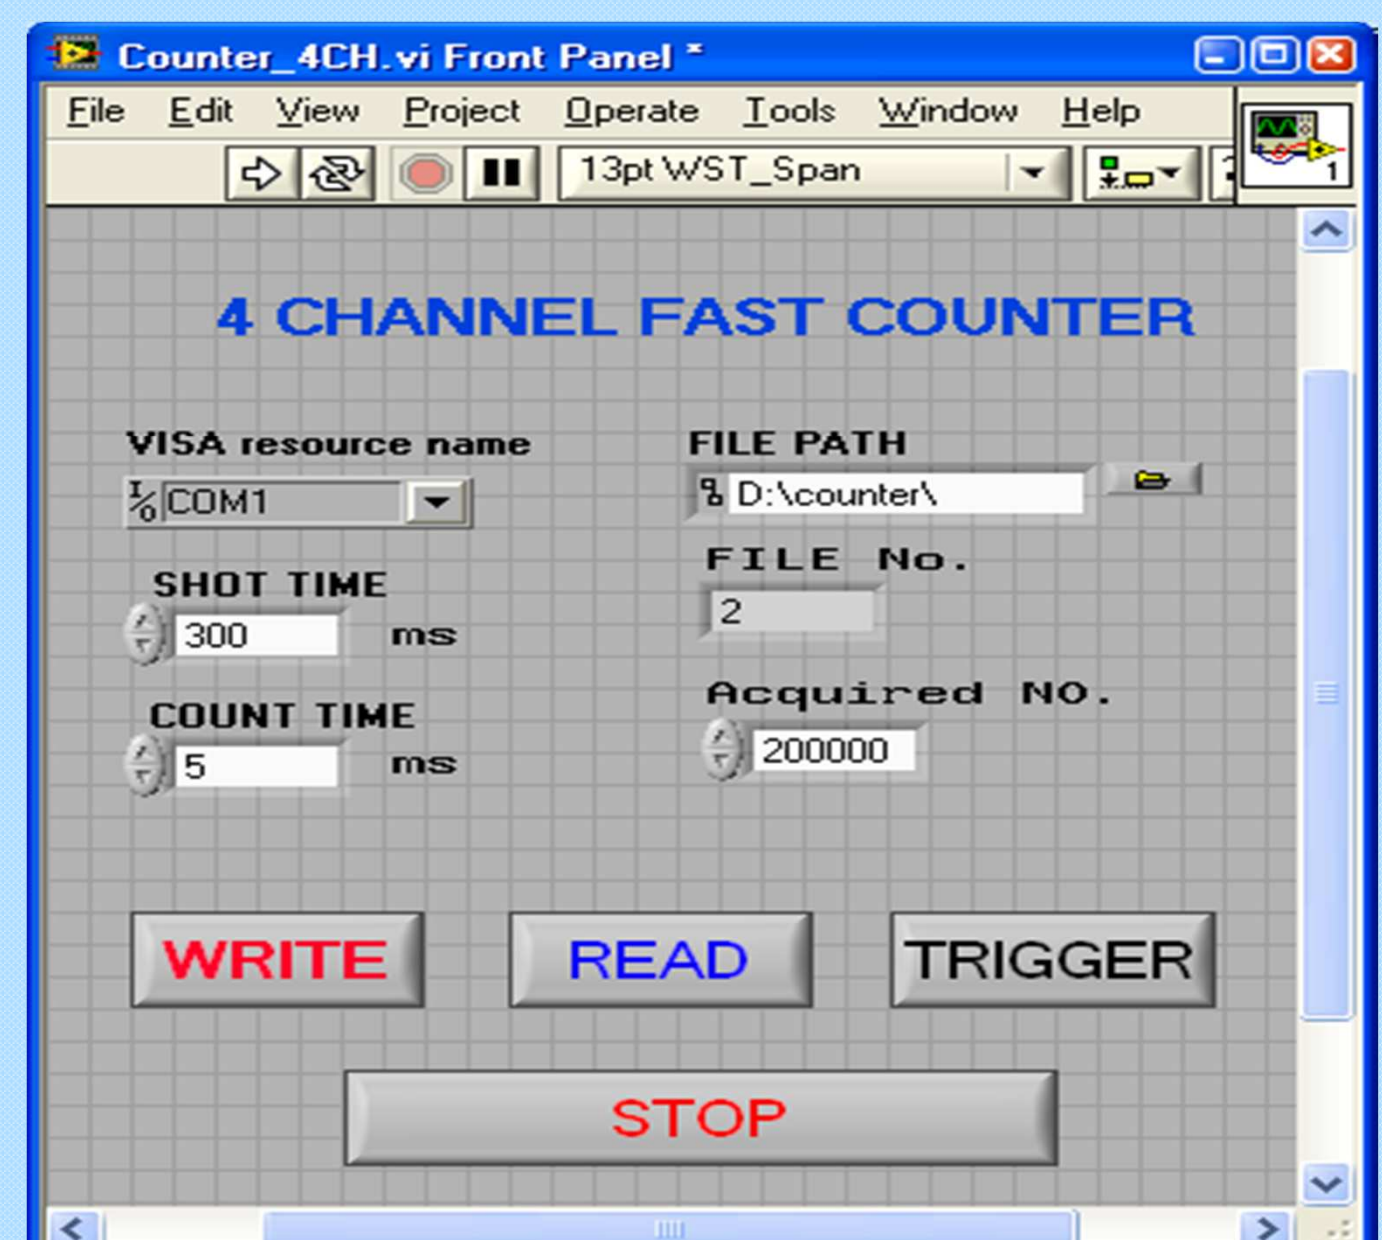 Counter_4CH.vi Front Panel *
File Edit View Project Operate Tools Window Help
13pt WST_Span
1
4 CHANNEL FAST COUNTER
VISA resource name
COM1
FILE PATH
D:\counter\
FILE No.
2
SHOT TIME
300 ms
Acquired NO.
200000
COUNT TIME
5 ms
WRITE READ TRIGGER
STOP